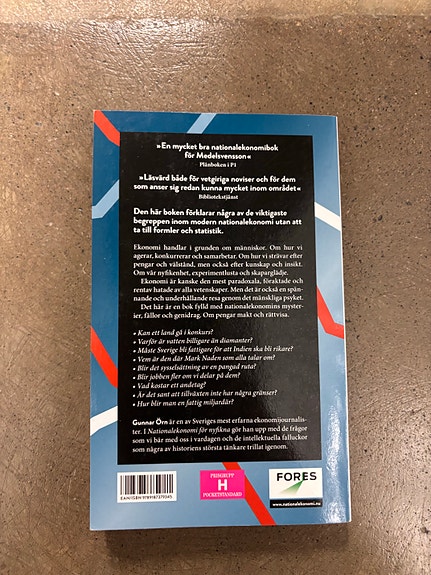 »En mycket bra nationalekonomibok
för Medelsvensson«
Plånboken i P1
»Läsvärd både för vetgiriga noviser och för dem
som anser sig redan kunna mycket inom området«
Bibliotekstjänst
Den här boken förklarar några av de viktigaste
begreppen inom modern nationalekonomi utan att
ta till formler och statistik.
Ekonomi handlar i grunden om människor. Om hur vi
agerar, konkurrerar och samarbetar. Om hur vi strävar efter
pengar och välstånd, men också efter kunskap och insikt.
Om vår nyfikenhet, experimentlusta och skaparglädje.
Ekonomi är kanske den mest paradoxala, föraktade och
rentav hatade av alla vetenskaper. Men det är också en spän-
nande och underhållande resa genom det mänskliga psyket.
Det här är en bok fylld med nationalekonomins myster-
ier, fällor och genidrag. Om pengar makt och rättvisa.
• Kan ett land gå i konkurs?
• Varför är vatten billigare än diamanter?
• Måste Sverige bli fattigare för att Indien ska bli rikare?
• Vem är den där Mark Naden som alla talar om?
• Blir det sysselsättning av en pangad ruta?
• Blir jobben fler om vi delar på dem?
• Vad kostar ett andetag?
• Är det sant att tillväxten inte har några gränser?
• Hur blir man en fattig miljardär?
Gunnar Örn är en av Sveriges mest erfarna ekonomijournalis-
ter. I Nationalekonomi för nyfikna gör han upp med de frågor
som vi bär med oss i vardagen och de intellektuella fallluckor
som några av historiens största tänkare trillat igenom.
EAN/ISBN 9789187379345
PRISGRUPP
H
POCKETSTANDARD
FORES
www.nationalekonomi.nu